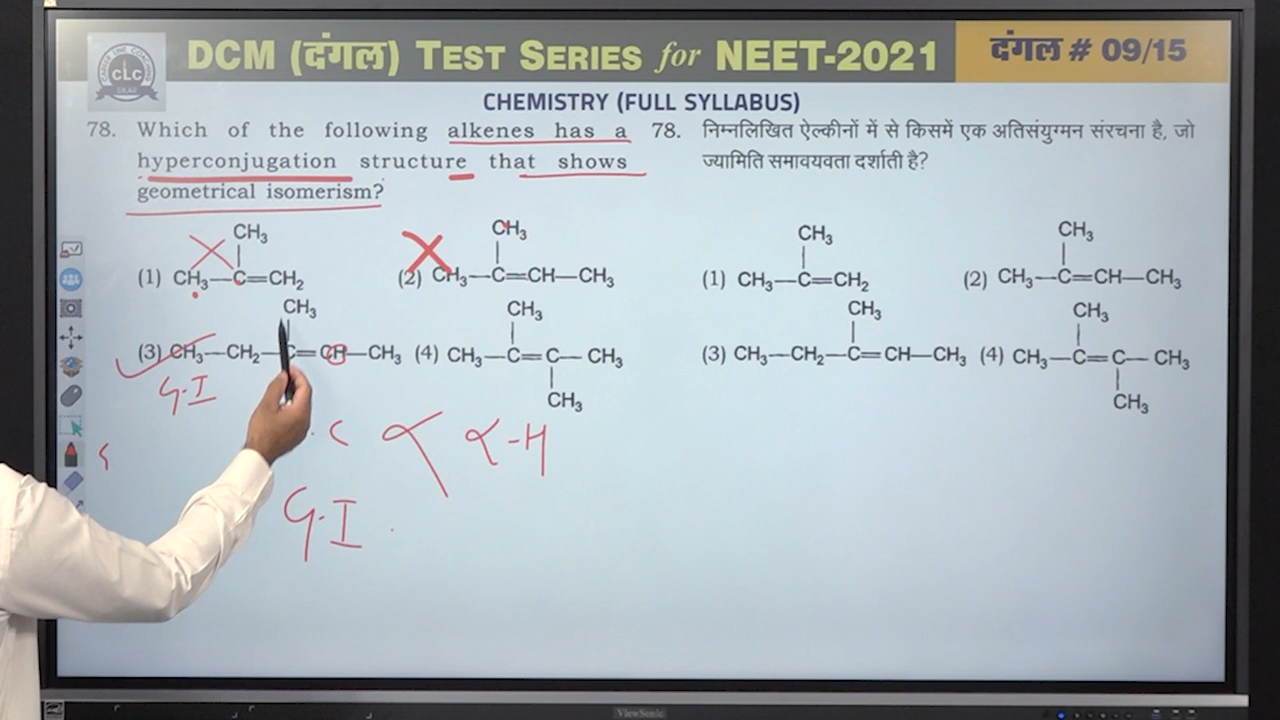 DCM (दंगल) TEST SERIES for NEET-2021
दंगल # 09/15
CLC
SIKAR
CHEMISTRY (FULL SYLLABUS)
78. Which of the following alkenes has a
hyperconjugation structure that shows
geometrical isomerism?
CH3
(1) CH3—C=CH2
CH3
(2) CH3—C=CH—CH3
CH3
(3) CH3—CH2—C=CH—CH3
CH3
(4) CH3—C=C—CH3
CH3
G.I
α α-H
G.I
78. निम्नलिखित ऐल्कीनों में से किसमें एक अतिसंयुग्मन संरचना है, जो
ज्यामिति समावयवता दर्शाती है?
CH3
(1) CH3—C=CH2
CH3
(2) CH3—C=CH—CH3
CH3
(3) CH3—CH2—C=CH—CH3
CH3
(4) CH3—C=C—CH3
CH3
ViewSonic